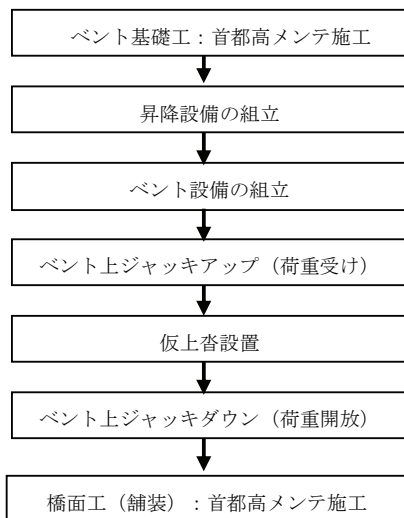 ベント基礎工：首都高メンテ施工
昇降設備の組立
ベント設備の組立
ベント上ジャッキアップ（荷重受け）
仮上沓設置
ベント上ジャッキダウン（荷重開放）
橋面工（舗装）：首都高メンテ施工